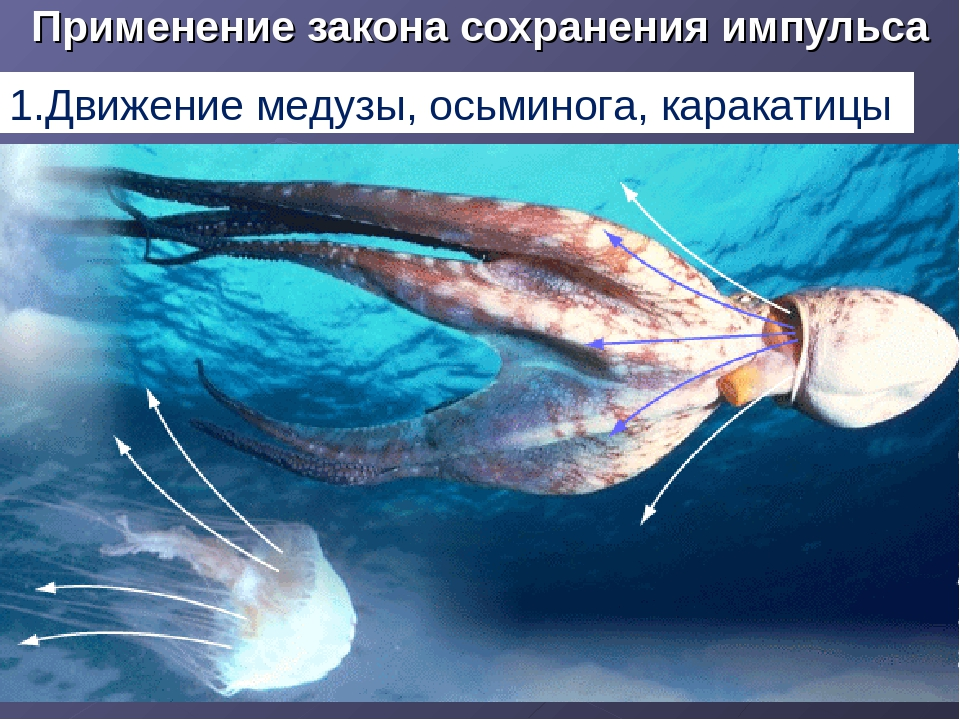 Применение закона сохранения импульса
1.Движение медузы, осьминога, каракатицы